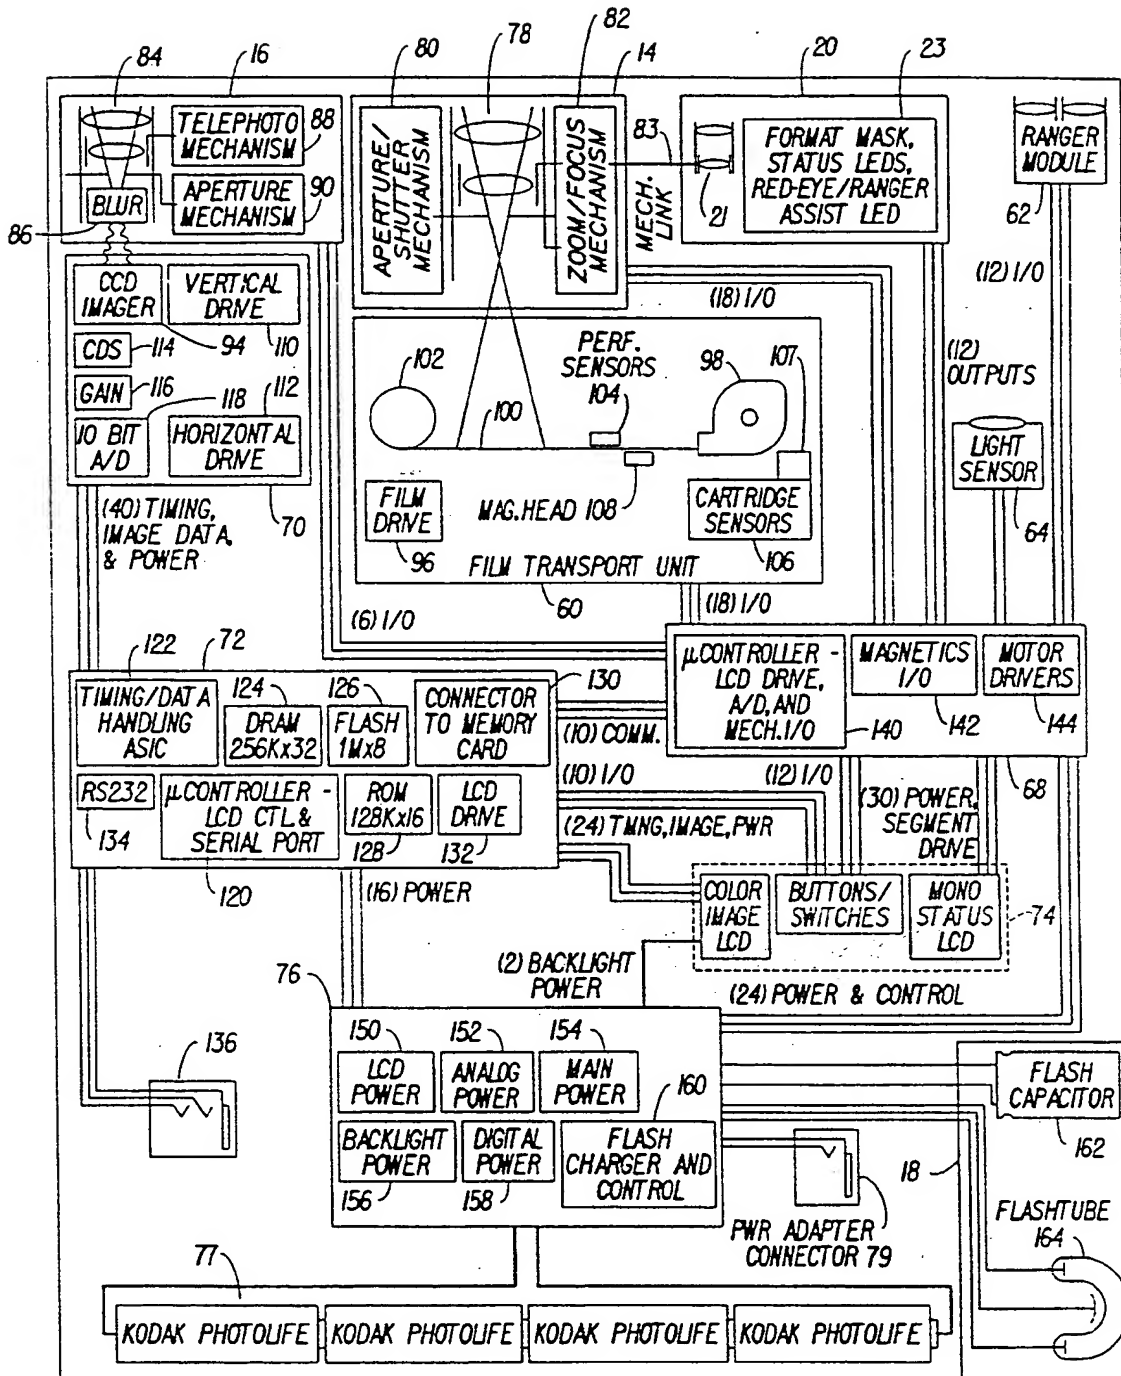 84
16
80
78
82
14
20
23
TELEPHOTO
MECHANISM
88
APERTURE
MECHANISM
90
BLUR
86
APERTURE/
SHUTTER
MECHANISM
ZOOM/FOCUS
MECHANISM
83
MECH.
LINK
21
FORMAT MASK,
STATUS LEDS,
RED-EYE/RANGER
ASSIST LED
RANGER
MODULE
62
CCD
IMAGER
VERTICAL
DRIVE
94
110
CDS
114
GAIN
116
118
112
10 BIT
A/D
HORIZONTAL
DRIVE
70
(18) I/O
(12) I/O
(12)
OUTPUTS
102
100
PERF.
SENSORS
104
98
107
MAG.HEAD 108
FILM
DRIVE
96
CARTRIDGE
SENSORS
106
FILM TRANSPORT UNIT
60
LIGHT
SENSOR
64
(40) TIMING,
IMAGE DATA,
& POWER
(6) I/O
(18) I/O
122
72
TIMING/DATA
HANDLING
ASIC
124
DRAM
256Kx32
126
FLASH
1Mx8
CONNECTOR
TO MEMORY
CARD
130
RS232
134
μCONTROLLER -
LCD CTL &
SERIAL PORT
120
ROM
128Kx16
128
LCD
DRIVE
132
(10) COMM.
μCONTROLLER -
LCD DRIVE,
A/D, AND
MECH. I/O
140
MAGNETICS
I/O
142
MOTOR
DRIVERS
144
68
(10) I/O
(12) I/O
(24) TMNG, IMAGE, PWR
(30) POWER,
SEGMENT
DRIVE
(16) POWER
COLOR
IMAGE
LCD
BUTTONS/
SWITCHES
MONO
STATUS
LCD
74
(2) BACKLIGHT
POWER
(24) POWER & CONTROL
76
136
150
LCD
POWER
152
ANALOG
POWER
154
MAIN
POWER
160
BACKLIGHT
POWER
156
DIGITAL
POWER
158
FLASH
CHARGER AND
CONTROL
FLASH
CAPACITOR
162
18
PWR ADAPTER
CONNECTOR 79
FLASHTUBE
164
77
KODAK PHOTOLIFE
KODAK PHOTOLIFE
KODAK PHOTOLIFE
KODAK PHOTOLIFE